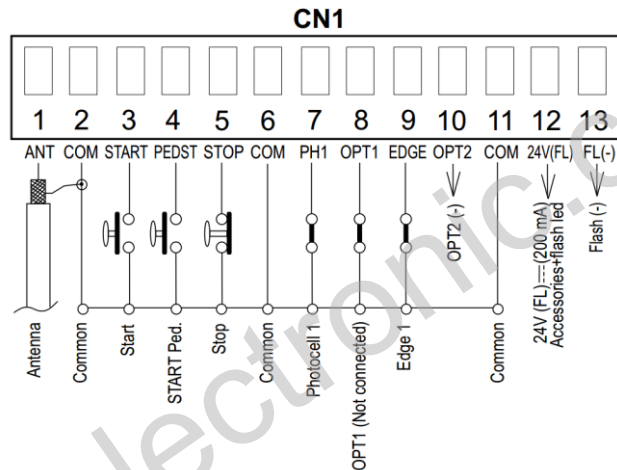 CN1
1 2 3 4 5 6 7 8 9 10 11 12 13
ANT COM START PEDST STOP COM PH1 OPT1 EDGE OPT2 COM 24V(FL) FL(-)
OPT2 (-)
24V (FL)⎓(200 mA)
Accessories+flash led
Flash (-)
Antenna
Common
Start
START Ped.
Stop
Common
Photocell 1
OPT1 (Not connected)
Edge 1
Common
electronic.c